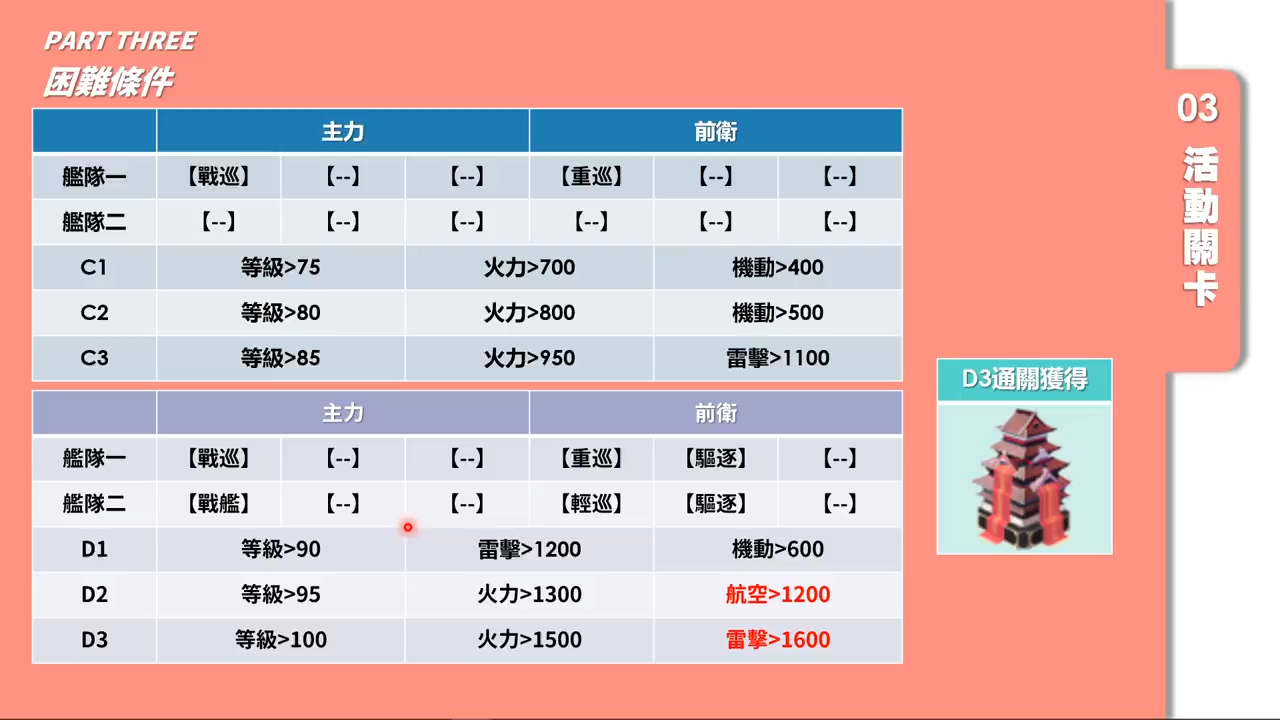 PART THREE
困難條件
主力 前衛
艦隊一 【戰巡】 【--】 【--】 【重巡】 【--】 【--】
艦隊二 【--】 【--】 【--】 【--】 【--】 【--】
C1 等級>75 火力>700 機動>400
C2 等級>80 火力>800 機動>500
C3 等級>85 火力>950 雷擊>1100
主力 前衛
艦隊一 【戰巡】 【--】 【--】 【重巡】 【驅逐】 【--】
艦隊二 【戰艦】 【--】 【--】 【輕巡】 【驅逐】 【--】
D1 等級>90 雷擊>1200 機動>600
D2 等級>95 火力>1300 航空>1200
D3 等級>100 火力>1500 雷擊>1600
D3通關獲得
03
活動關卡